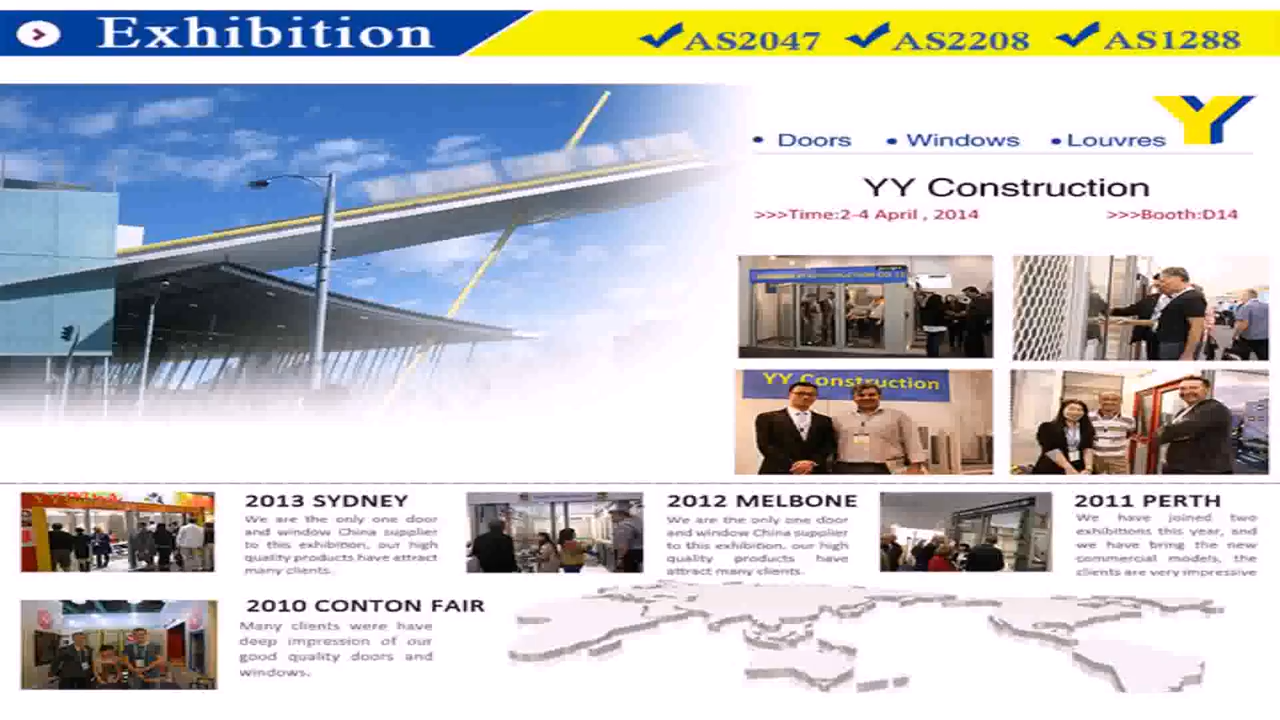 Exhibition
AS2047 AS2208 AS1288
• Doors • Windows • Louvres
YY Construction
>>>Time:2-4 April , 2014 >>>Booth:D14
YY Construction
2013 SYDNEY
We are the only one door
and window China supplier
to this exhibition, our high
quality products have attract
many clients.
2012 MELBONE
We are the only one door
and window China supplier
to this exhibition, our high
quality products have
attract many clients.
2011 PERTH
We have joined two
exhibitions this year, and
we have bring the new
commercial models, the
clients are very impressive
2010 CONTON FAIR
Many clients were have
deep impression of our
good quality doors and
windows.